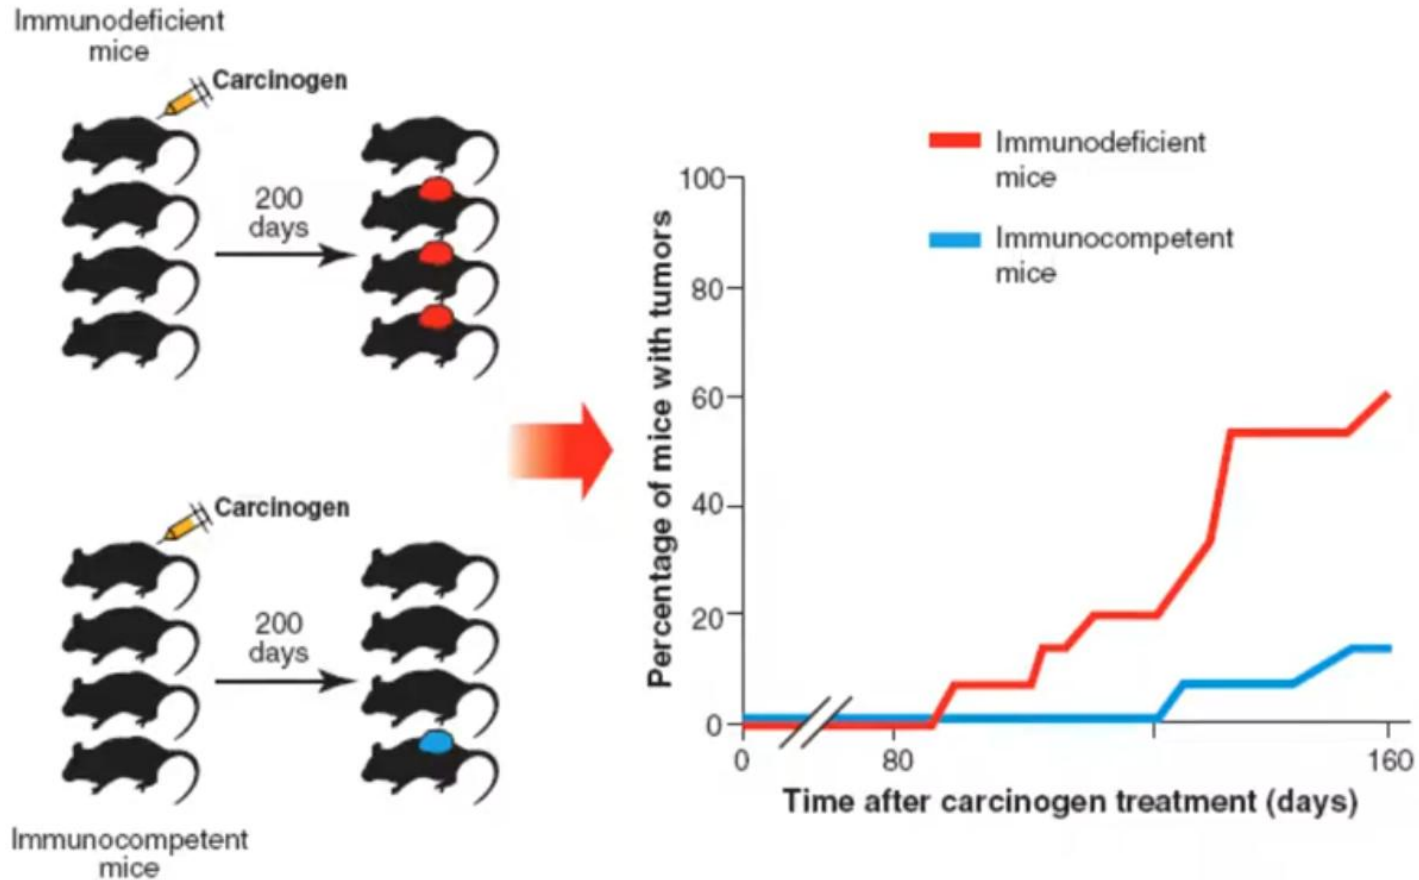 Immunodeficient
mice
Carcinogen
200
days
Carcinogen
200
days
Immunocompetent
mice
Immunodeficient
mice
Immunocompetent
mice
Percentage of mice with tumors
100
80
60
40
20
0
0
80
160
Time after carcinogen treatment (days)